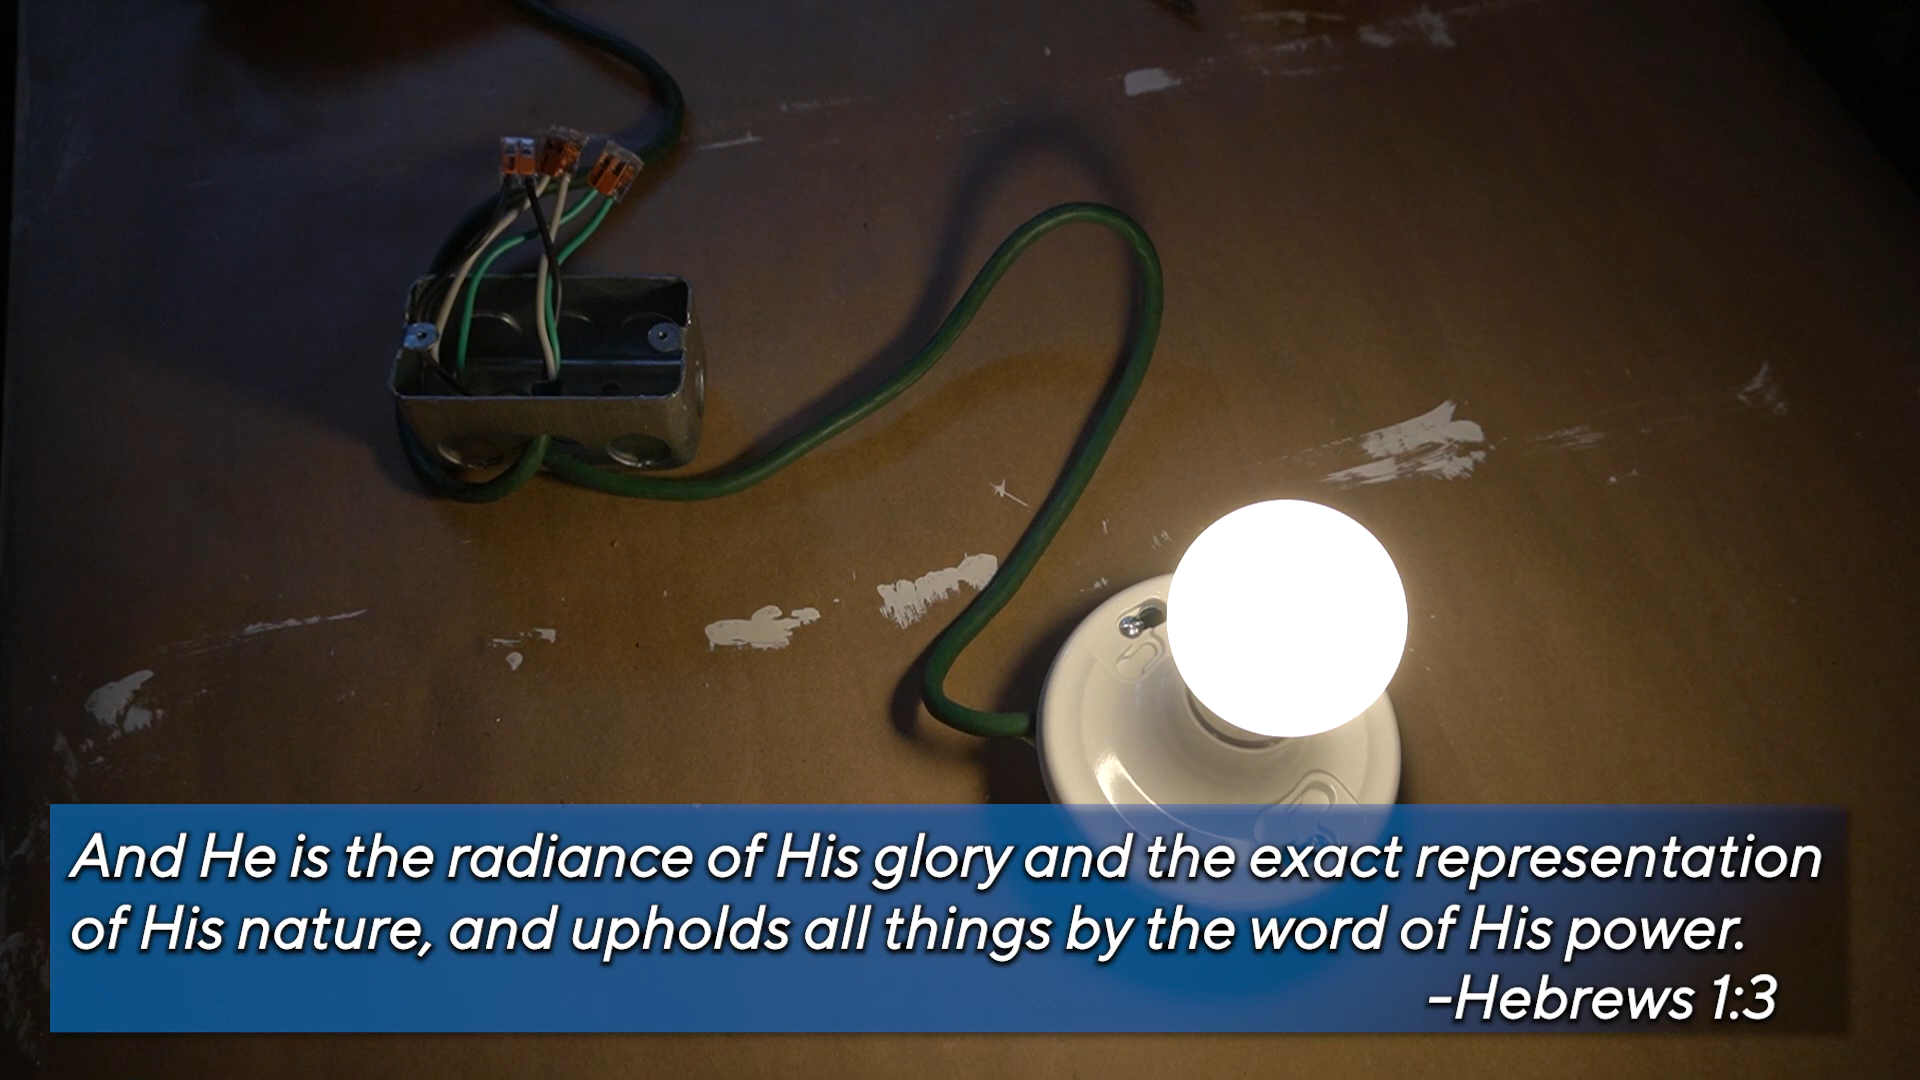 And He is the radiance of His glory and the exact representation
of His nature, and upholds all things by the word of His power.
-Hebrews 1:3